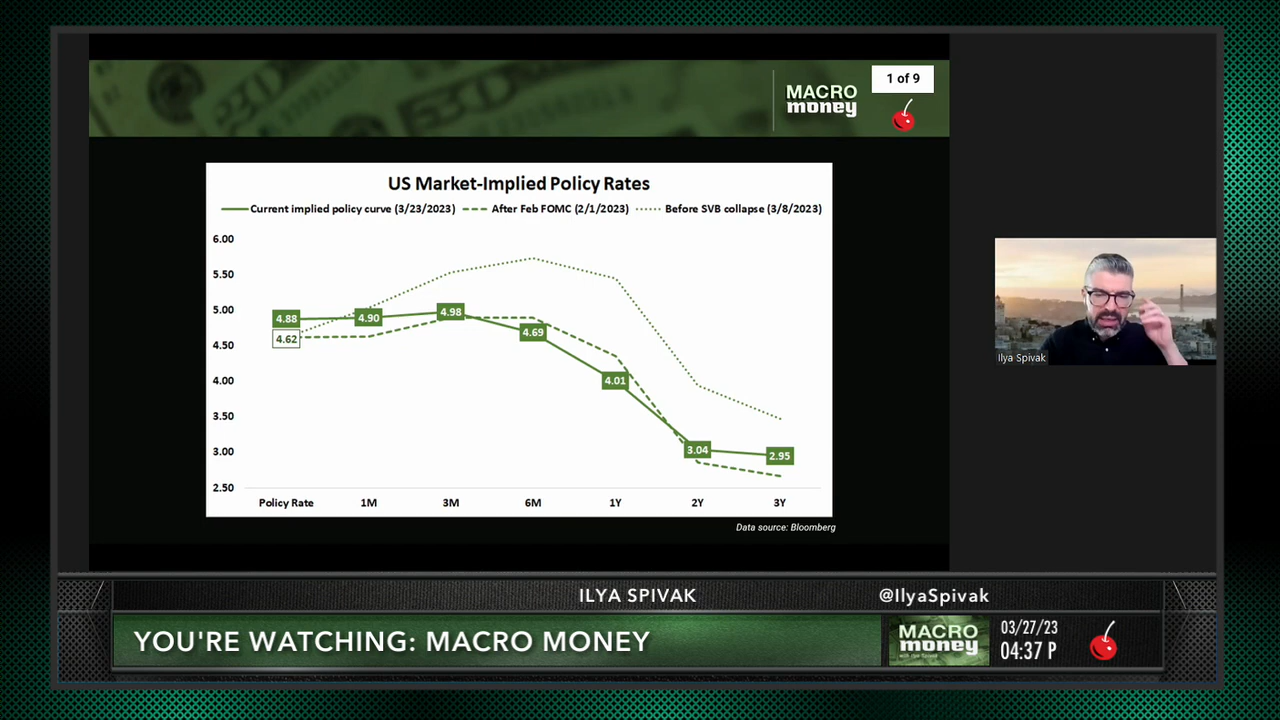 1 of 9
MACRO
money
US Market-Implied Policy Rates
Current implied policy curve (3/23/2023) After Feb FOMC (2/1/2023) Before SVB collapse (3/8/2023)
6.00
5.50
5.00
4.50
4.00
3.50
3.00
2.50
4.88
4.90
4.98
4.62
4.69
4.01
3.04
2.95
Policy Rate 1M 3M 6M 1Y 2Y 3Y
Data source: Bloomberg
Ilya Spivak
ILYA SPIVAK @IlyaSpivak
YOU'RE WATCHING: MACRO MONEY
MACRO
money
03/27/23
04:37 P